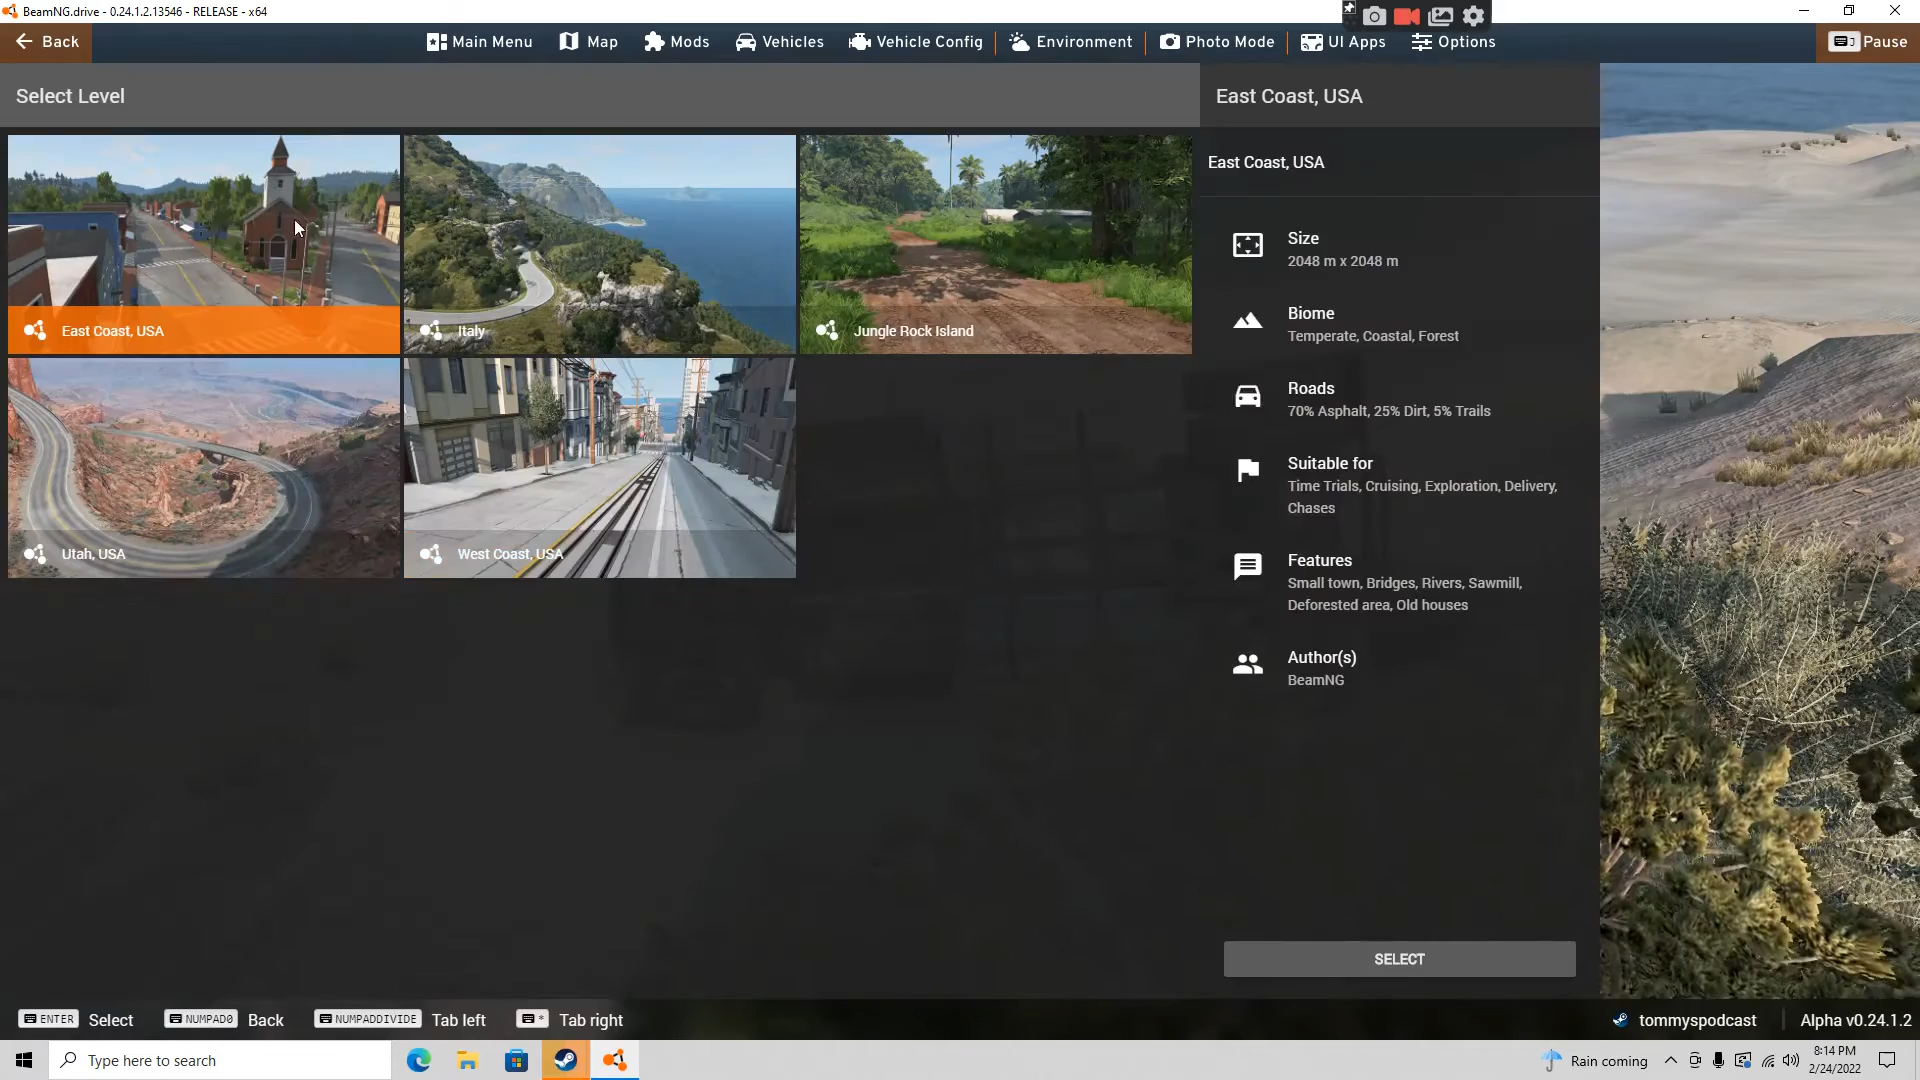 BeamNG.drive - 0.24.1.2.13546 - RELEASE - x64
Back
Main Menu
Map
Mods
Vehicles
Vehicle Config
Environment
Photo Mode
UI Apps
Options
J Pause
Select Level
East Coast, USA
East Coast, USA
Italy
Jungle Rock Island
Utah, USA
West Coast, USA
East Coast, USA
Size
2048 m x 2048 m
Biome
Temperate, Coastal, Forest
Roads
70% Asphalt, 25% Dirt, 5% Trails
Suitable for
Time Trials, Cruising, Exploration, Delivery,
Chases
Features
Small town, Bridges, Rivers, Sawmill,
Deforested area, Old houses
Author(s)
BeamNG
SELECT
ENTER Select
NUMPAD0 Back
NUMPADDIVIDE Tab left
* Tab right
tommyspodcast
Alpha v0.24.1.2
Type here to search
Rain coming
8:14 PM
2/24/2022